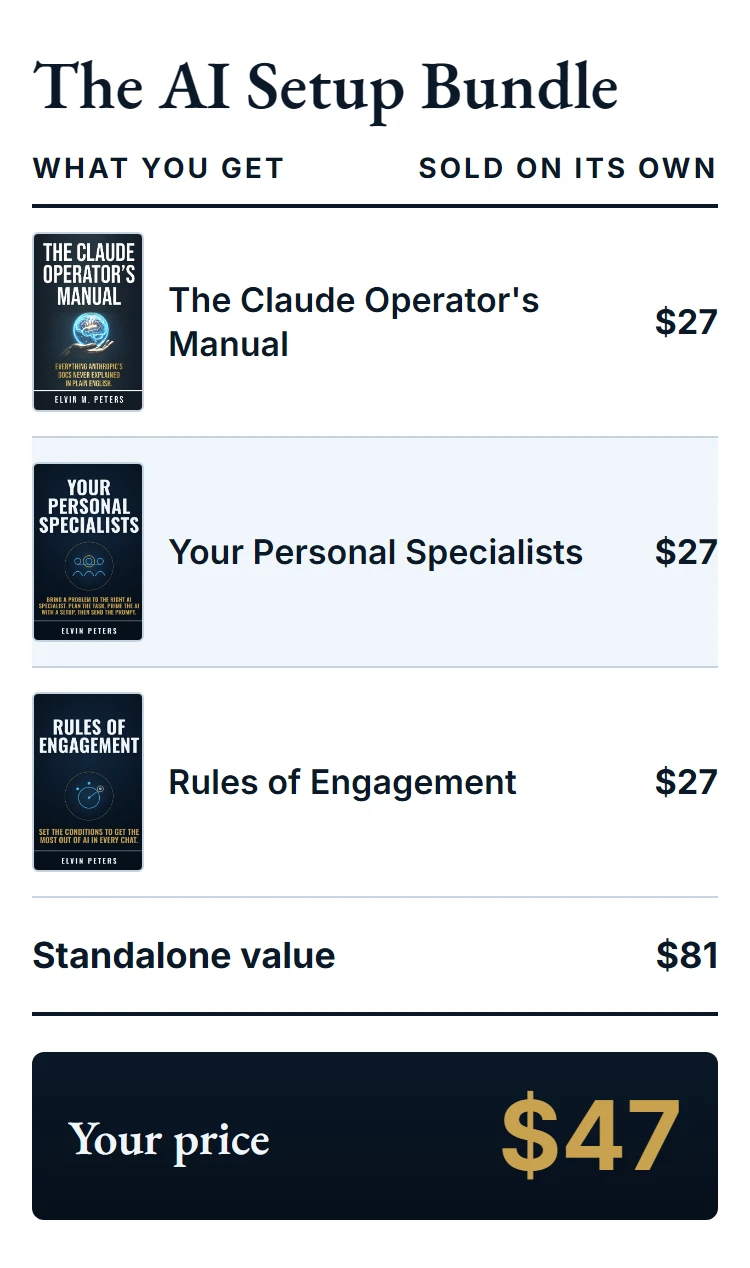 The AI Setup Bundle
WHAT YOU GET SOLD ON ITS OWN
THE CLAUDE
OPERATOR'S
MANUAL
EVERYTHING ANTHROPIC'S
DOCS NEVER EXPLAINED
IN PLAIN ENGLISH.
ELVIN M. PETERS
The Claude Operator's
Manual
$27
YOUR
PERSONAL
SPECIALISTS
BRING A PROBLEM TO THE RIGHT AI
SPECIALIST. PLAN THE TASK, PRIME THE AI
WITH A SETUP, THEN SEND THE PROMPT.
ELVIN PETERS
Your Personal Specialists
$27
RULES OF
ENGAGEMENT
SET THE CONDITIONS TO GET THE
MOST OUT OF AI IN EVERY CHAT.
ELVIN PETERS
Rules of Engagement
$27
Standalone value $81
Your price $47